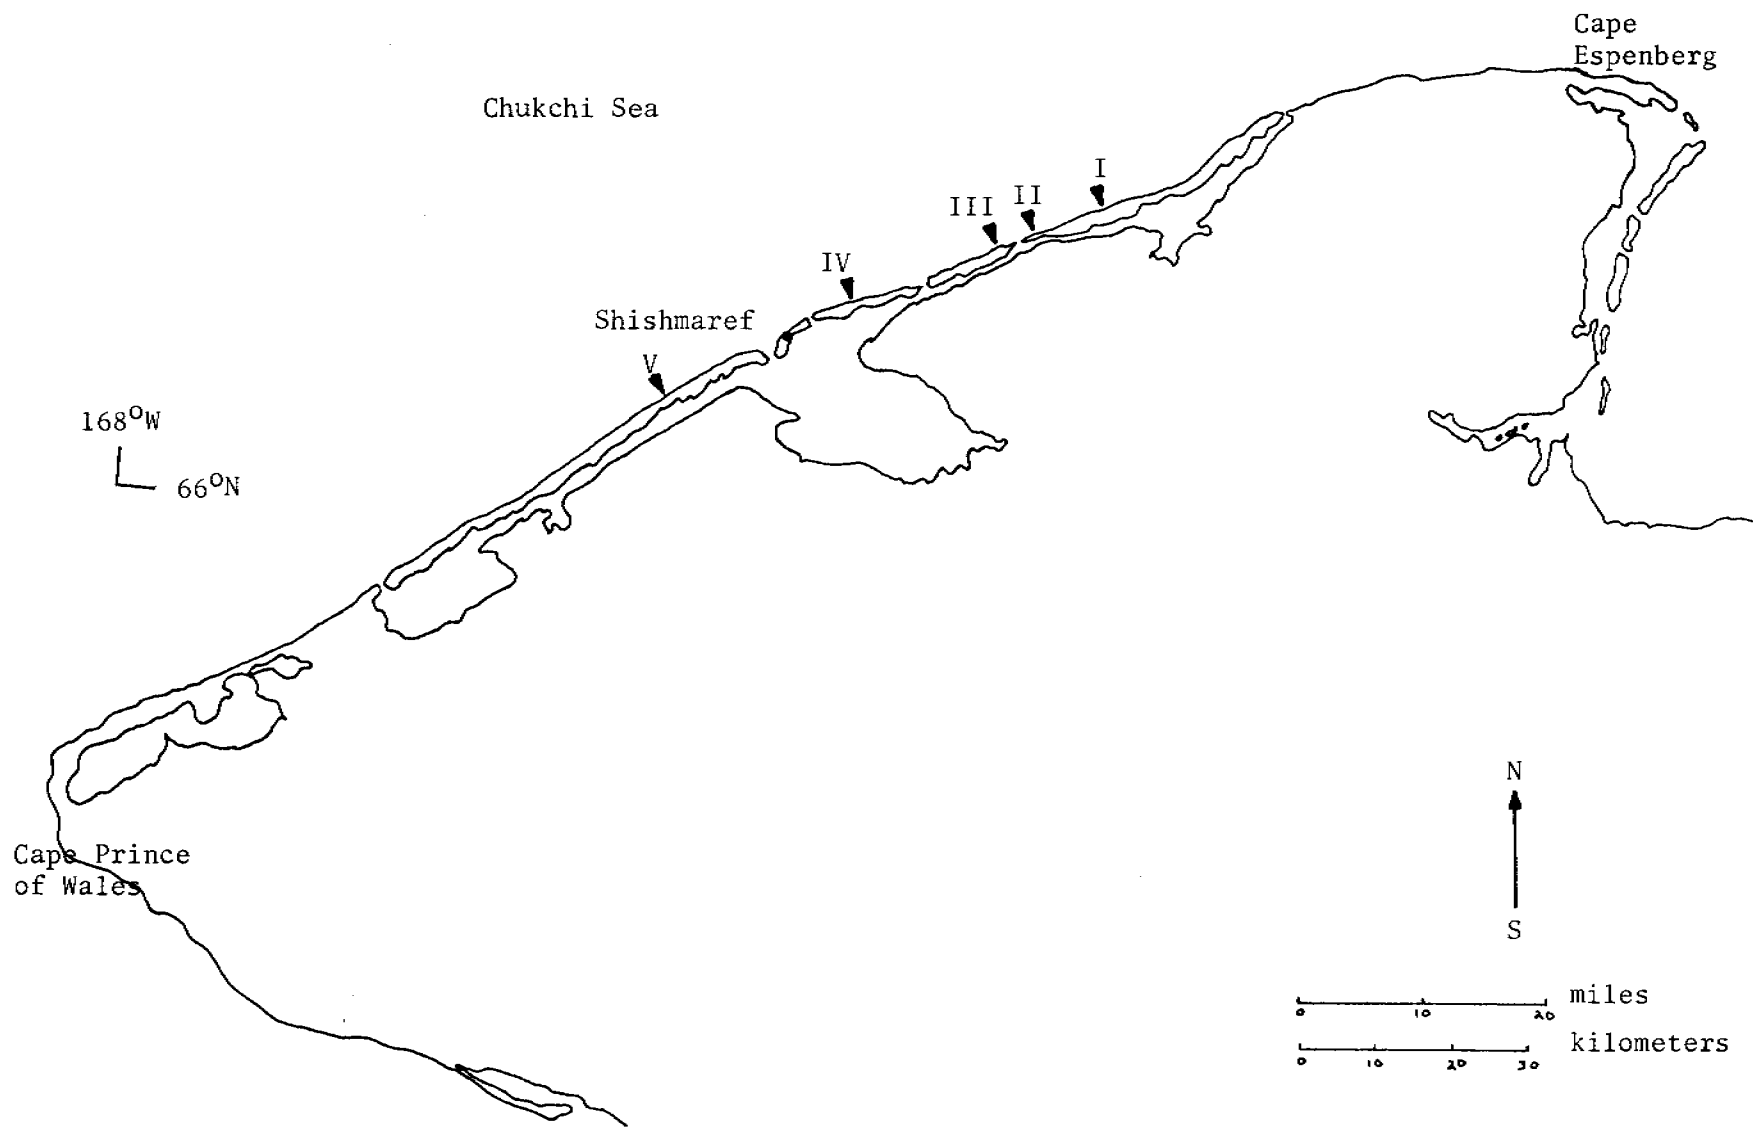 Cape
Espenberg
Chukchi Sea
I
II
III
IV
Shishmaref
V
168°W
66°N
N
Cape Prince
of Wales
S
miles
0 10 20
kilometers
0 10 20 30